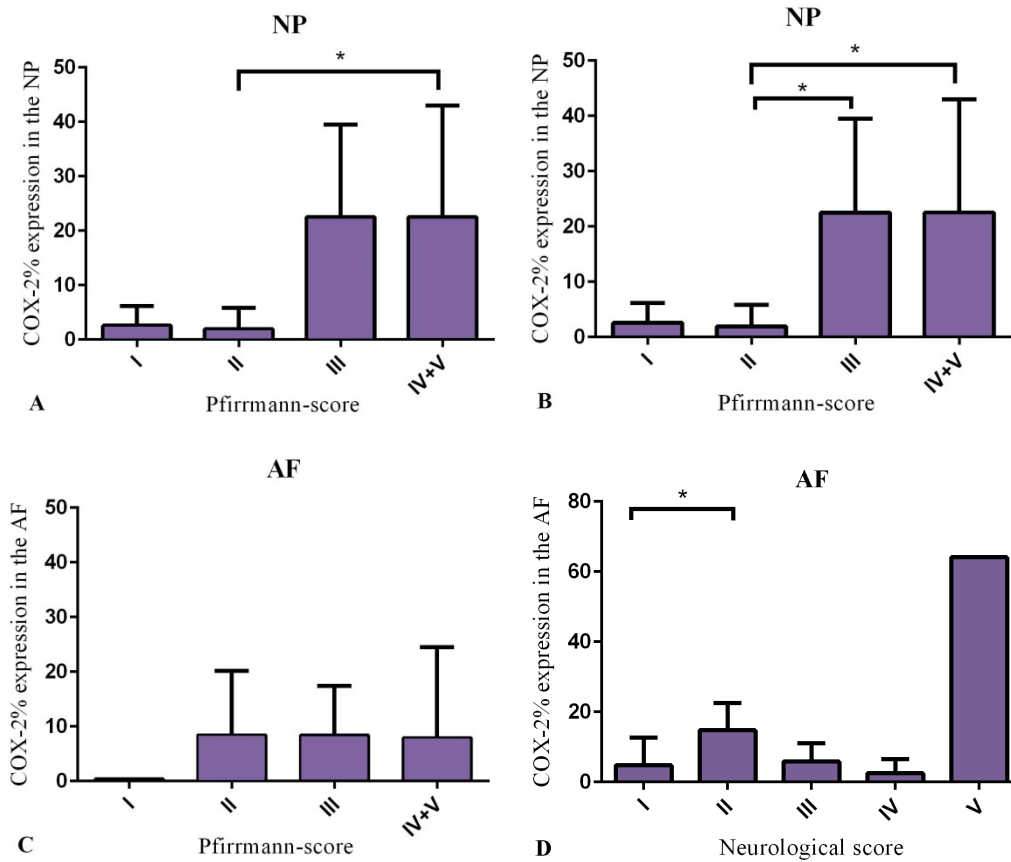 NP
COX-2% expression in the NP
50
40
30
20
10
0
*
I
II
III
IV+V
Pfirrmann-score
A
NP
COX-2% expression in the NP
50
40
30
20
10
0
*
*
I
II
III
IV+V
Pfirrmann-score
B
AF
COX-2% expression in the AF
50
40
30
20
10
0
I
II
III
IV+V
Pfirrmann-score
C
AF
COX-2% expression in the AF
80
60
40
20
0
*
I
II
III
IV
V
Neurological score
D